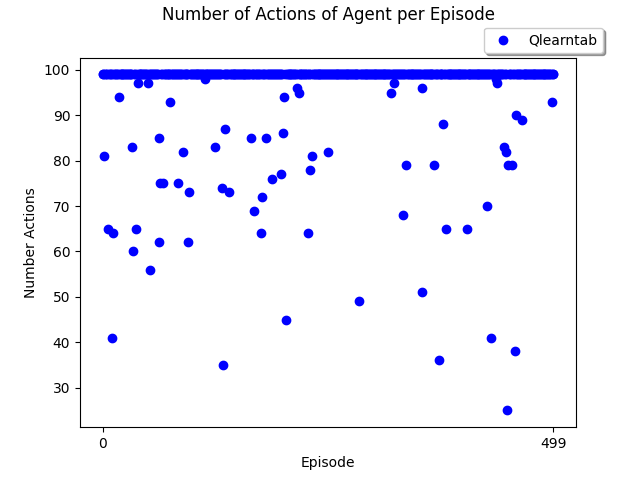 Number of Actions of Agent per Episode
Qlearntab
100
90
80
70
60
50
40
30
Number Actions
0
499
Episode